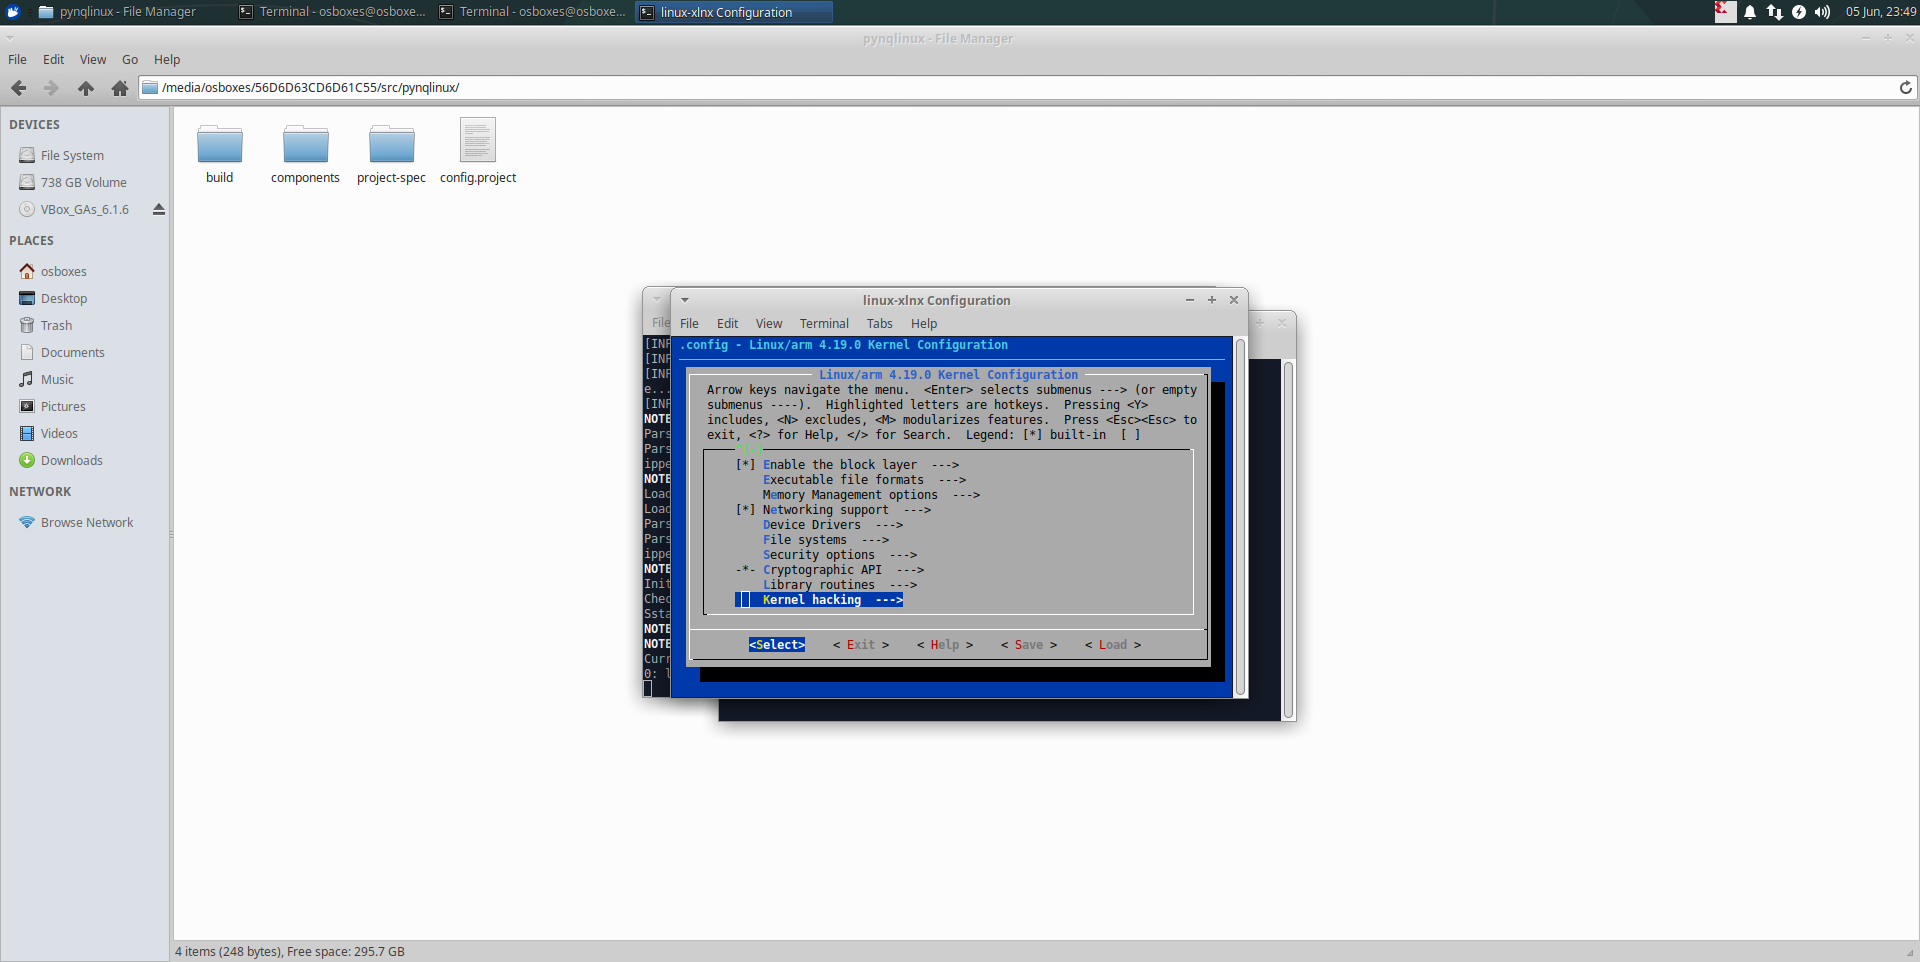 pynqlinux - File Manager
Terminal - osboxes@osboxe...
Terminal - osboxes@osboxe...
linux-xlnx Configuration
05 Jun, 23:49
pynqlinux - File Manager
File Edit View Go Help
/media/osboxes/56D6D63CD6D61C55/src/pynqlinux/
DEVICES
File System
738 GB Volume
VBox_GAs_6.1.6
PLACES
osboxes
Desktop
Trash
Documents
Music
Pictures
Videos
Downloads
NETWORK
Browse Network
build
components
project-spec
config.project
File
[INF
[INF
[INF
e...
[INF
NOTE
Pars
Pars
ippe
NOTE
Load
Load
Pars
Pars
ippe
NOTE
Init
Chec
Ssta
NOTE
NOTE
Curr
0: l
linux-xlnx Configuration
File Edit View Terminal Tabs Help
.config - Linux/arm 4.19.0 Kernel Configuration
Linux/arm 4.19.0 Kernel Configuration
Arrow keys navigate the menu. <Enter> selects submenus ---> (or empty
submenus ----). Highlighted letters are hotkeys. Pressing <Y>
includes, <N> excludes, <M> modularizes features. Press <Esc><Esc> to
exit, <?> for Help, </> for Search. Legend: [*] built-in [ ]
^(-)
[*] Enable the block layer --->
Executable file formats --->
Memory Management options --->
[*] Networking support --->
Device Drivers --->
File systems --->
Security options --->
-*- Cryptographic API --->
Library routines --->
Kernel hacking --->
<Select> < Exit > < Help > < Save > < Load >
4 items (248 bytes), Free space: 295.7 GB